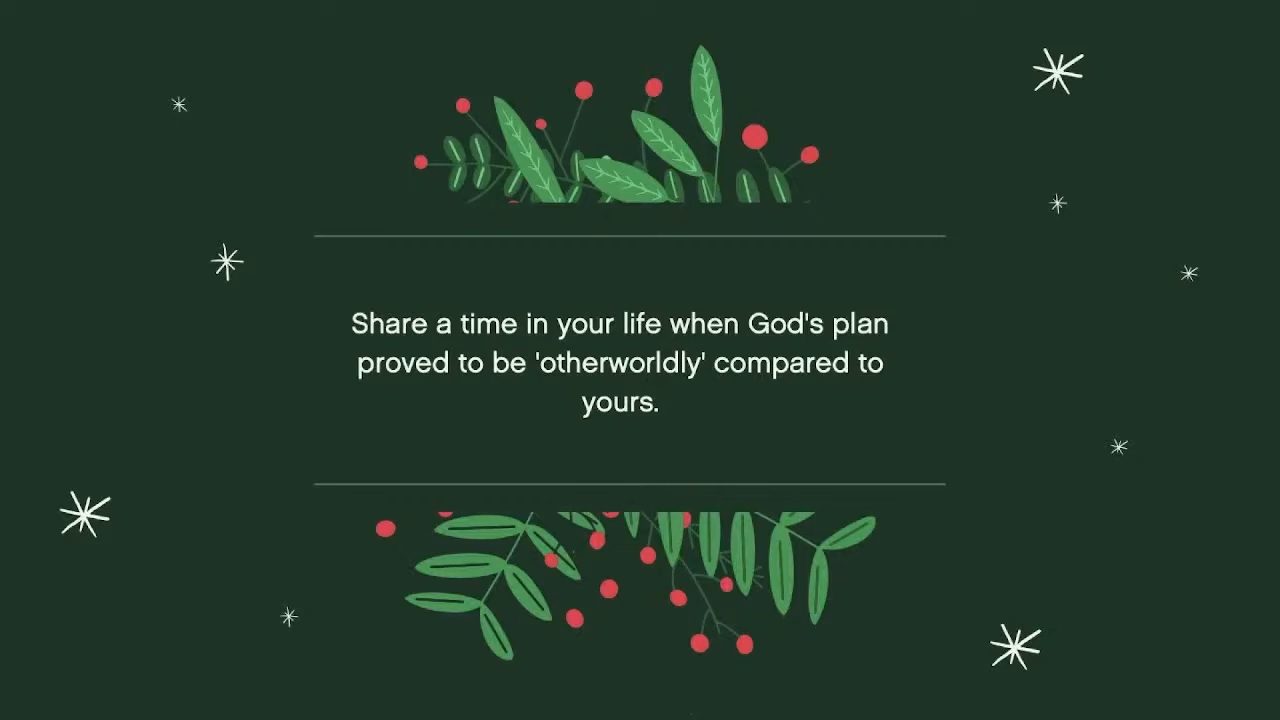 Share a time in your life when God's plan
proved to be 'otherworldly' compared to
yours.